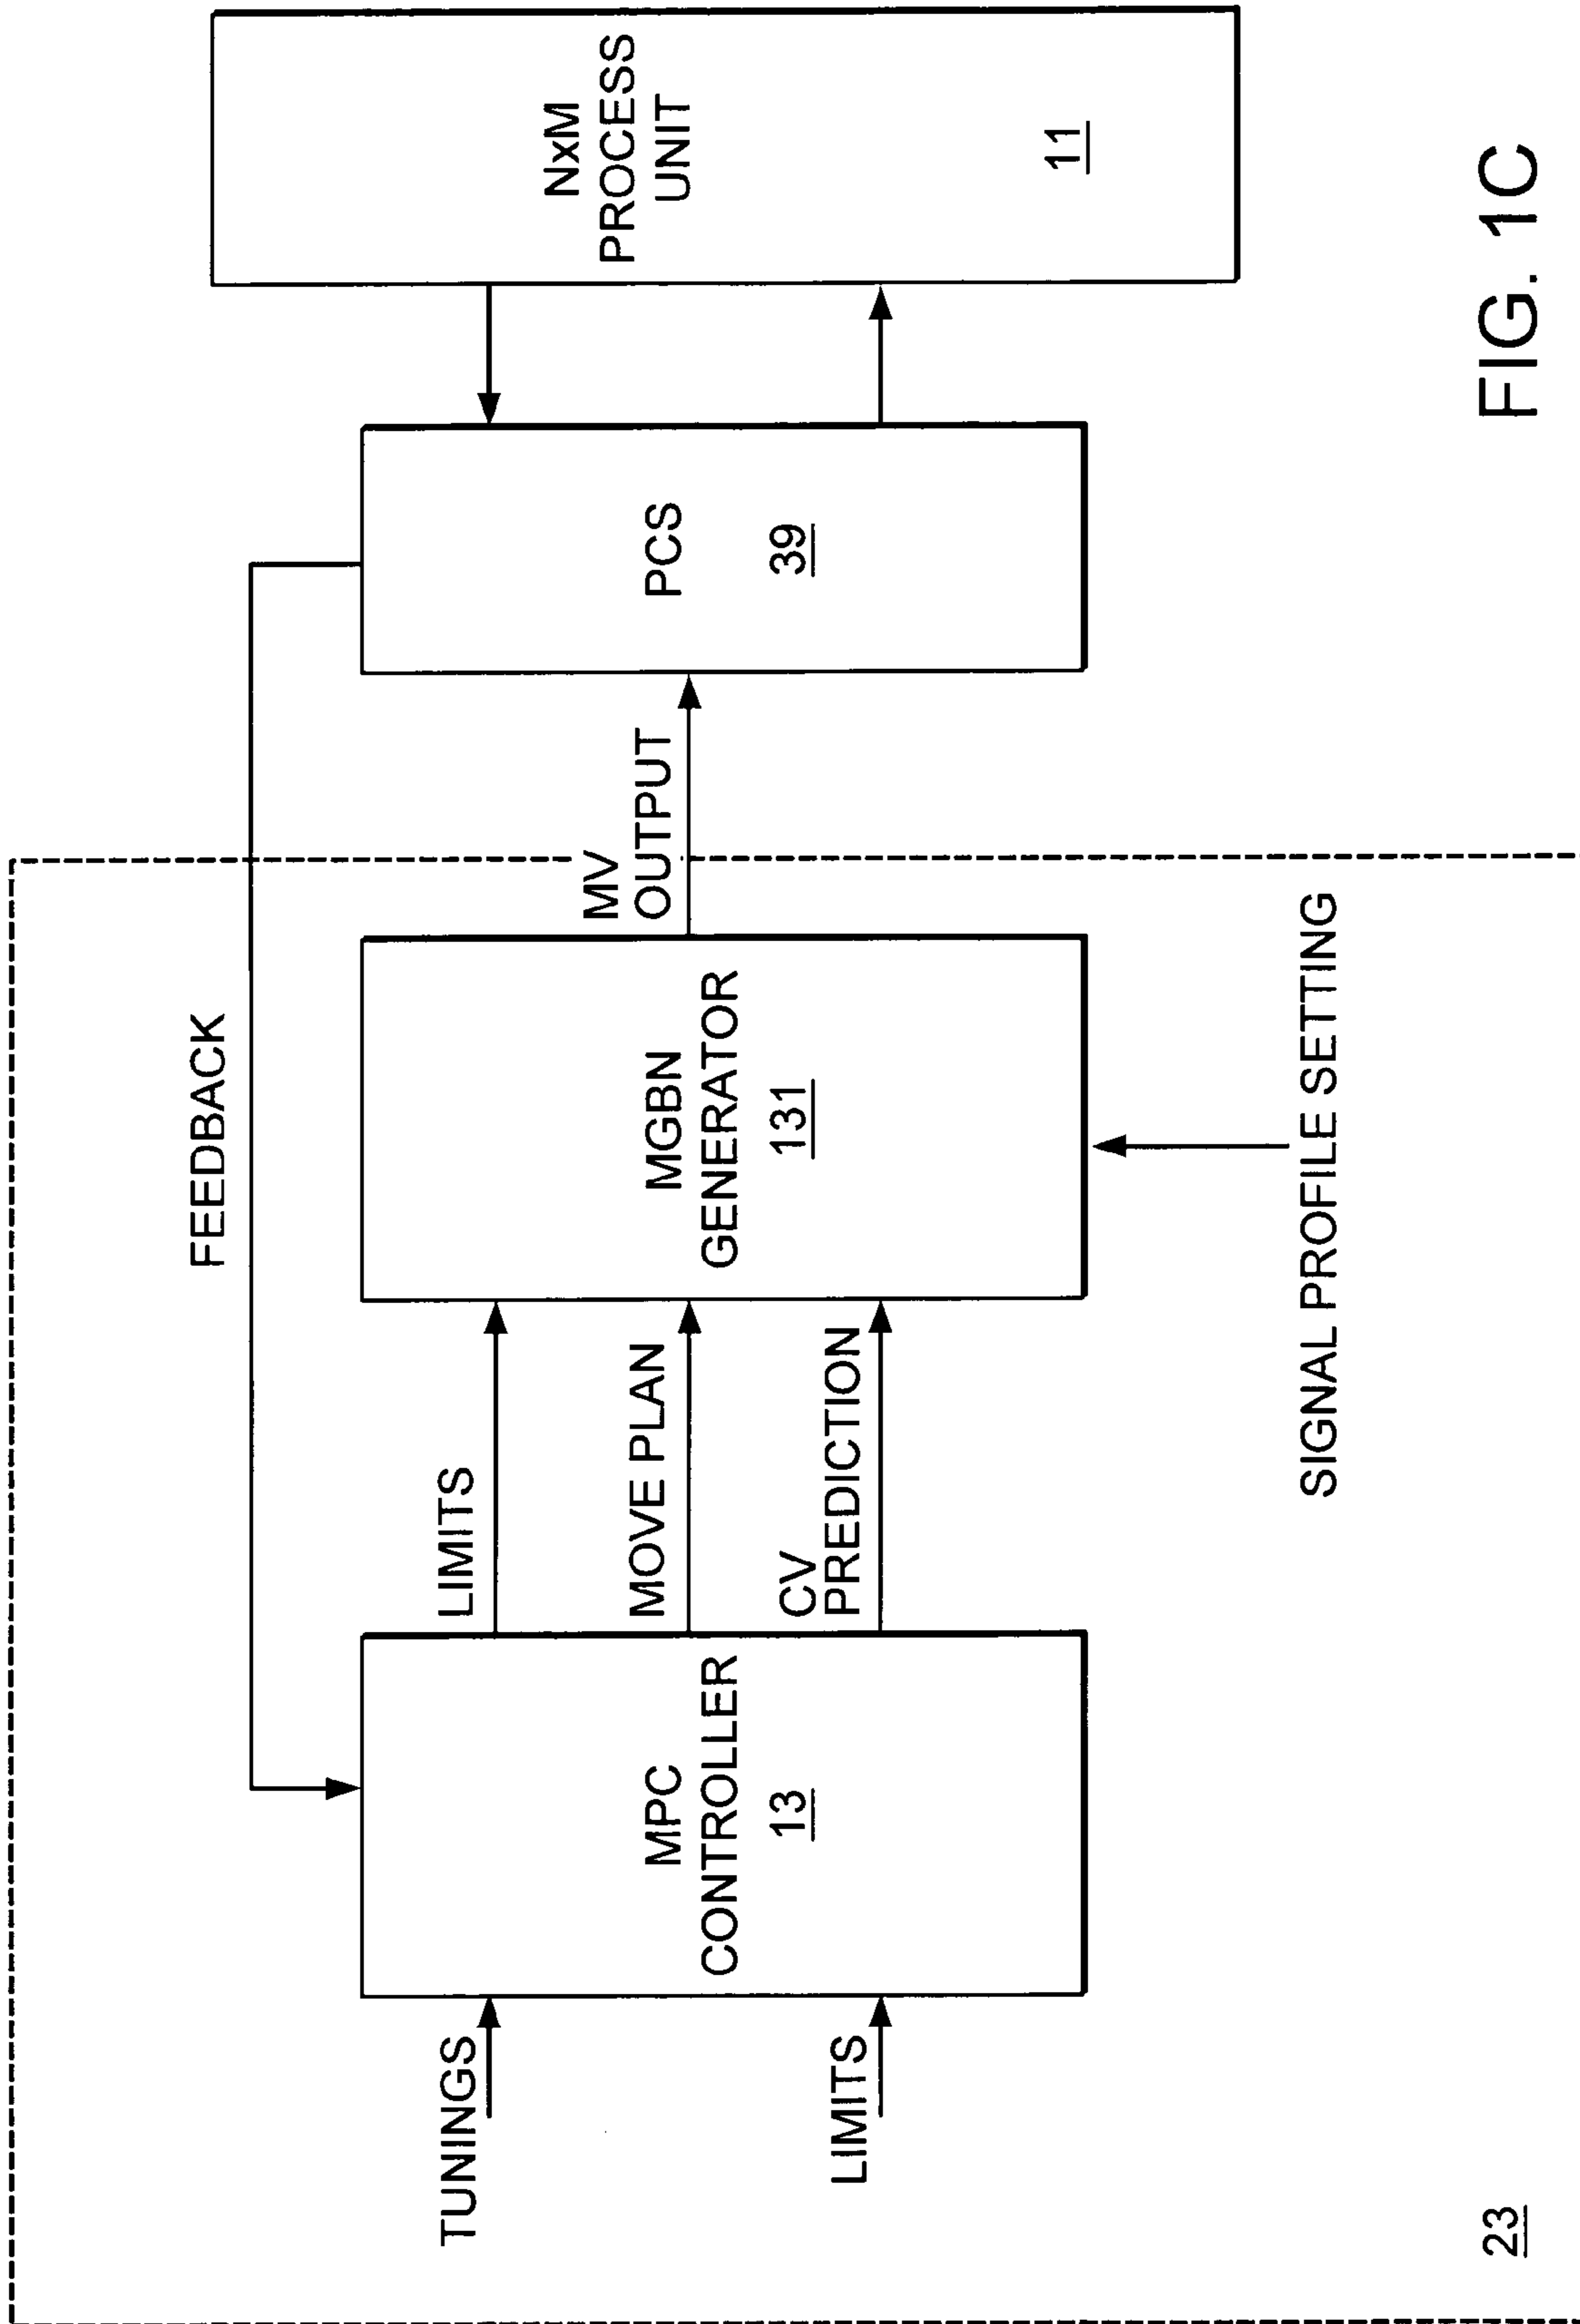 FEEDBACK
TUNINGS
LIMITS
MPC
CONTROLLER
13
LIMITS
MOVE PLAN
CV
PREDICTION
MGBN
GENERATOR
131
SIGNAL PROFILE SETTING
MV
OUTPUT
PCS
39
NxM
PROCESS
UNIT
11
23
FIG. 1C